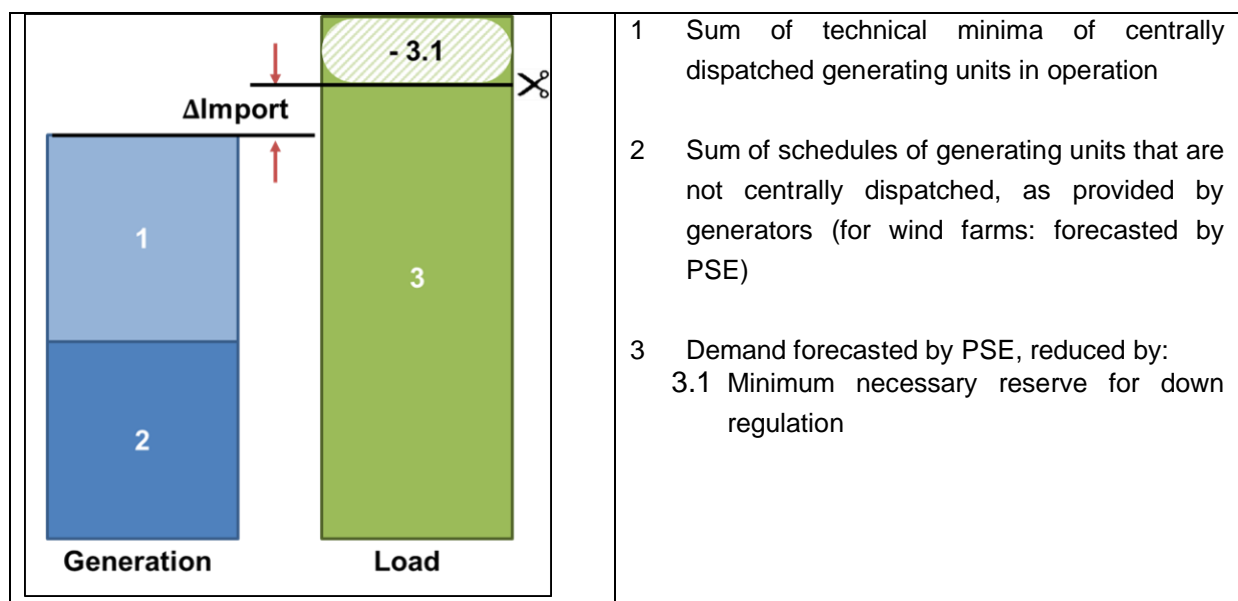 - 3.1
ΔImport
1
3
2
Generation
Load
1 Sum of technical minima of centrally
dispatched generating units in operation
2 Sum of schedules of generating units that are
not centrally dispatched, as provided by
generators (for wind farms: forecasted by
PSE)
3 Demand forecasted by PSE, reduced by:
3.1 Minimum necessary reserve for down
regulation